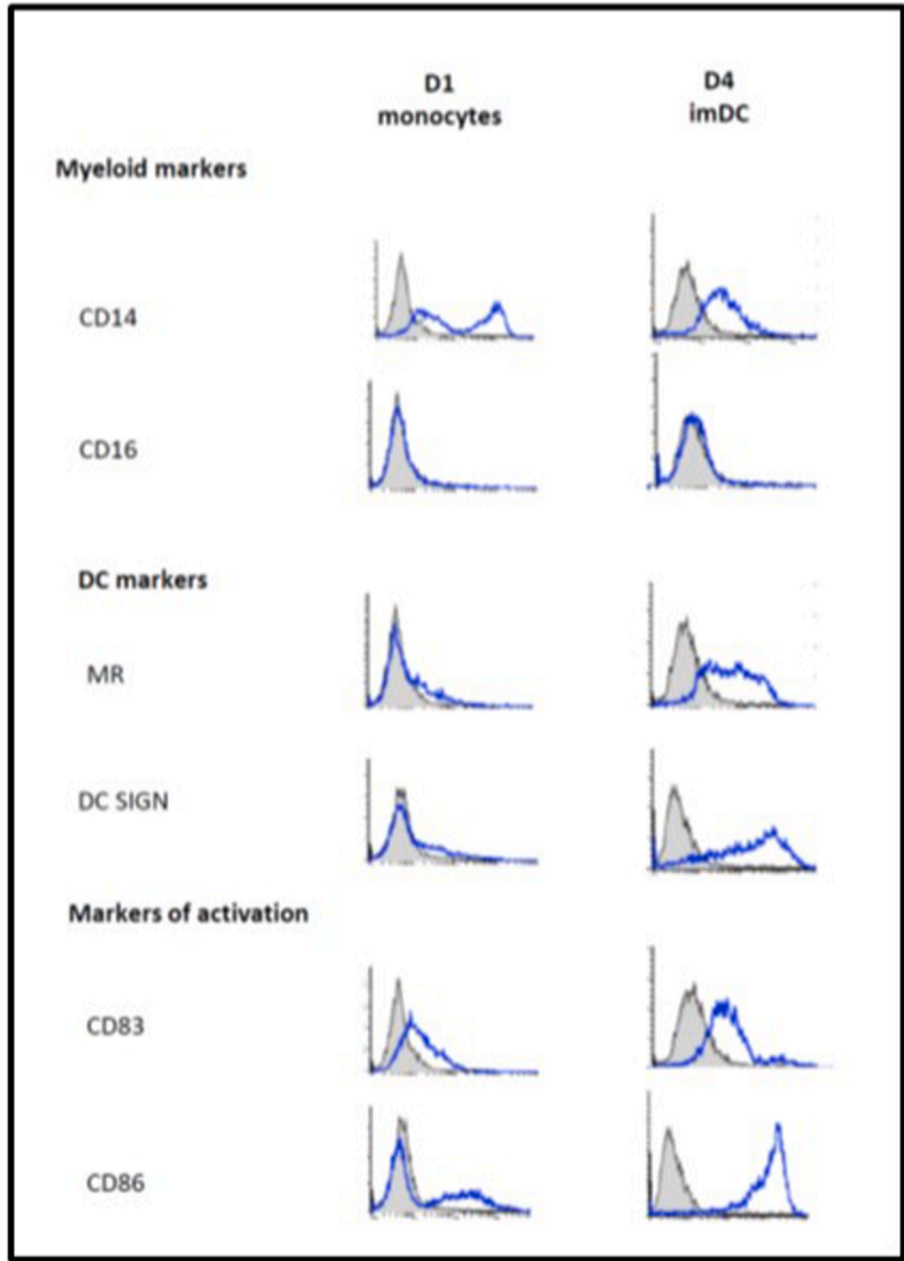 D1
monocytes
D4
imDC
Myeloid markers
CD14
CD16
DC markers
MR
DC SIGN
Markers of activation
CD83
CD86